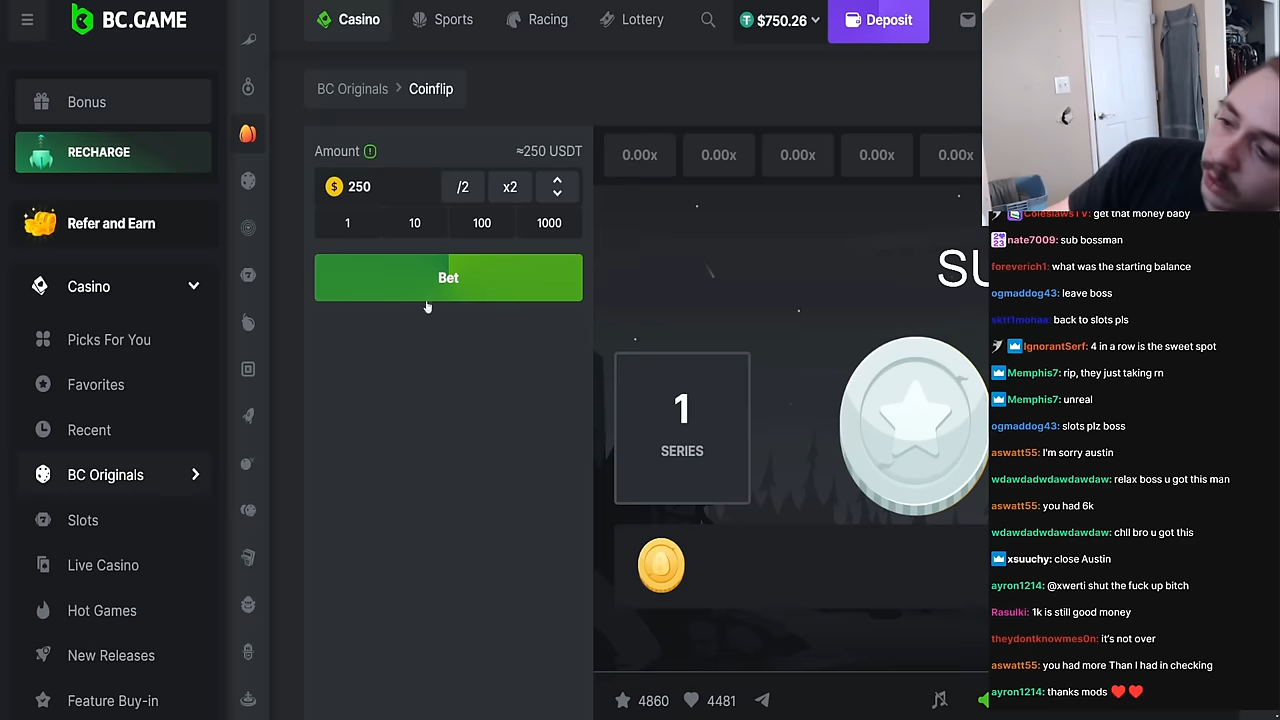 BC.GAME
Casino
Sports
Racing
Lottery
$750.26
Deposit
Bonus
RECHARGE
Refer and Earn
Casino
Picks For You
Favorites
Recent
BC Originals
Slots
Live Casino
Hot Games
New Releases
Feature Buy-in
BC Originals > Coinflip
Amount
≈250 USDT
250
/2
x2
1
10
100
1000
Bet
0.00x
0.00x
0.00x
0.00x
0.00x
1
SERIES
4860
4481
ColeslawsTV: get that money baby
nate7009: sub bossman
foreverich1: what was the starting balance
ogmaddog43: leave boss
back to slots pls
IgnorantSerf: 4 in a row is the sweet spot
Memphis7: rip, they just taking rn
Memphis7: unreal
ogmaddog43: slots plz boss
aswatt55: I'm sorry austin
wdawdadwdawdawdaw: relax boss u got this man
aswatt55: you had 6k
wdawdadwdawdawdaw: chll bro u got this
xsuuchy: close Austin
ayron1214: @xwerti shut the fuck up bitch
Rasulki: 1k is still good money
theydontknowmes0n: it's not over
aswatt55: you had more Than I had in checking
ayron1214: thanks mods ❤️ ❤️